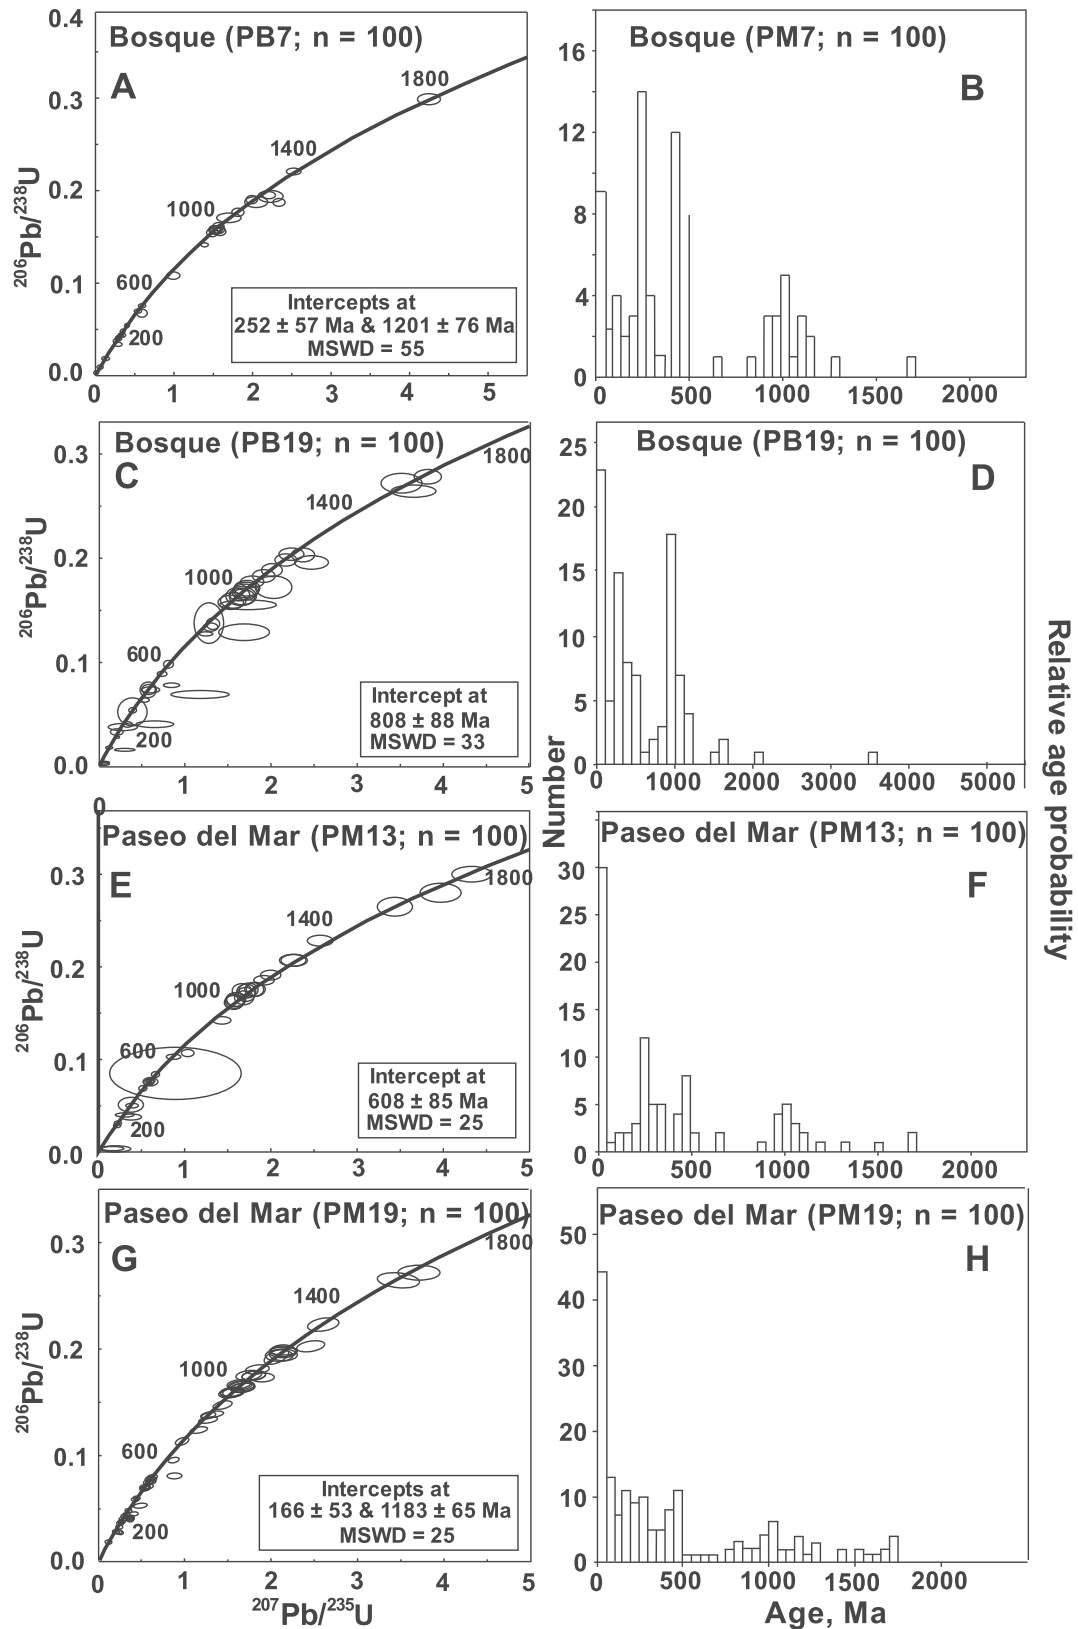 Bosque (PB7; n = 100)
A
0.4
0.3
0.2
0.1
0.0
206Pb/238U
1800
1400
1000
600
200
Intercepts at
252 ± 57 Ma & 1201 ± 76 Ma
MSWD = 55
0 1 2 3 4 5
Bosque (PM7; n = 100)
B
16
12
8
4
0
0 500 1000 1500 2000
Bosque (PB19; n = 100)
C
0.3
0.2
0.1
0.0
206Pb/238U
1800
1400
1000
600
200
Intercept at
808 ± 88 Ma
MSWD = 33
0 1 2 3 4 5
0
Bosque (PB19; n = 100)
D
25
20
15
10
5
0
0 1000 2000 3000 4000 5000
Number
Relative age probability
Paseo del Mar (PM13; n = 100)
E
0.3
0.2
0.1
0.0
206Pb/238U
1800
1400
1000
600
200
Intercept at
608 ± 85 Ma
MSWD = 25
0 1 2 3 4 5
Paseo del Mar (PM13; n = 100)
F
30
25
20
15
10
5
0
0 500 1000 1500 2000
Paseo del Mar (PM19; n = 100)
G
0.3
0.2
0.1
0.0
206Pb/238U
1800
1400
1000
600
200
Intercepts at
166 ± 53 & 1183 ± 65 Ma
MSWD = 25
0 1 2 3 4 5
207Pb/235U
Paseo del Mar (PM19; n = 100)
H
50
40
30
20
10
0
0 500 1000 1500 2000
Age, Ma